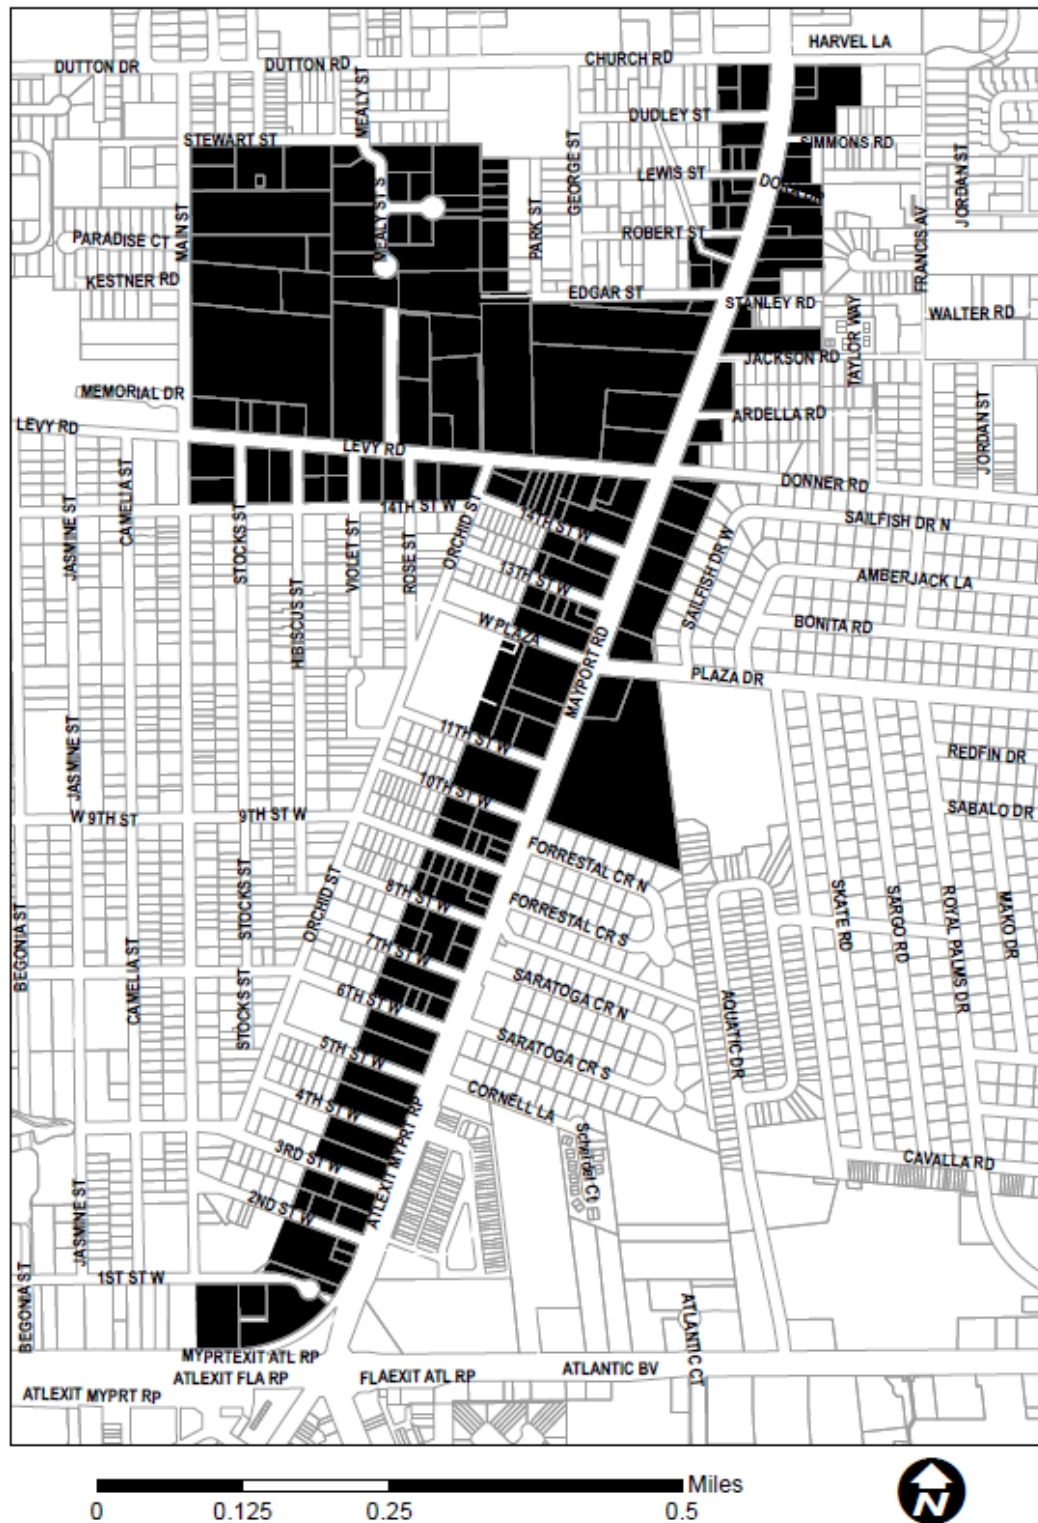 HARVEL LA
DUTTON DR
DUTTON RD
CHURCH RD
MEALY ST
DUDLEY ST
STEWART ST
SIMMONS RD
GEORGE ST
LEWIS ST
JORDAN ST
MEALY ST S
PARK ST
MAIN ST
FRANCIS AV
PARADISE CT
ROBERT ST
KESTNER RD
EDGAR ST
STANLEY RD
WALTER RD
TAYLOR WAY
JACKSON RD
MEMORIAL DR
ARDELLA RD
LEVY RD
LEVY RD
JORDAN ST
CAMELIA ST
DONNER RD
JASMINE ST
STOCKS ST
14TH ST W
14TH ST W
SAILFISH DR N
ORCHID ST
VIOLET ST
ROSE ST
SAILFISH DR W
13TH ST W
AMBERJACK LA
HIBISCUS ST
W PLAZA
BONITA RD
MAYPORT RD
PLAZA DR
JASMINE ST
11TH ST W
REDFIN DR
10TH ST W
SABALO DR
W 9TH ST
9TH ST W
FORRESTAL CR N
STOCKS ST
ORCHID ST
8TH ST W
FORRESTAL CR S
SKATE RD
SARGO RD
ROYAL PALMS DR
MAKO DR
BEGONIA ST
CAMELIA ST
7TH ST W
STOCKS ST
6TH ST W
SARATOGA CR N
AQUATIC DR
5TH ST W
SARATOGA CR S
4TH ST W
CORNELL LA
ATLEXIT MYPRT RP
3RD ST W
Scheidel Ct
CAVALLA RD
JASMINE ST
2ND ST W
1ST ST W
BEGONIA ST
ATLANTIC CT
MYPRTEXIT ATL RP
ATLEXIT FLA RP
FLAEXIT ATL RP
ATLANTIC BV
ATLEXIT MYPRT RP
Miles
0 0.125 0.25 0.5
N